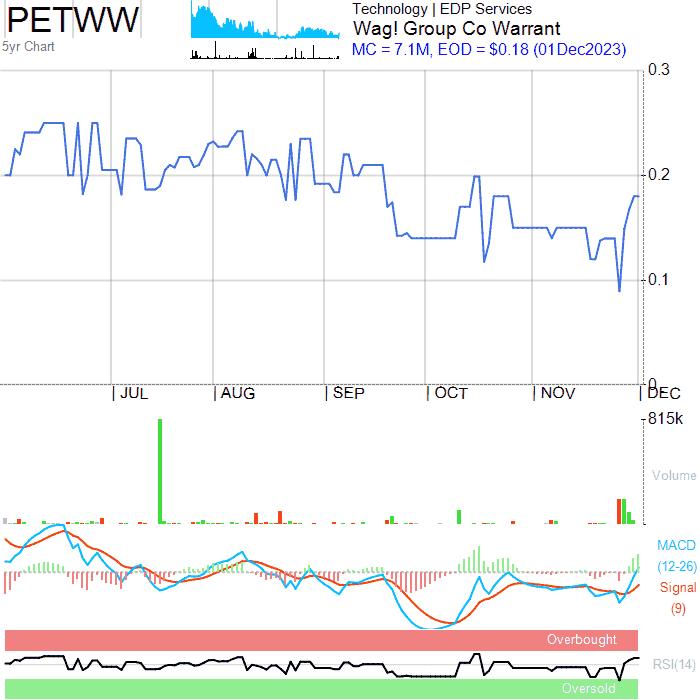 PETWW
5yr Chart
Technology | EDP Services
Wag! Group Co Warrant
MC = 7.1M, EOD = $0.18 (01Dec2023)
0.3
0.2
0.1
0
JUL AUG SEP OCT NOV DEC
815k
Volume
MACD
(12-26)
Signal
(9)
Overbought
RSI(14)
Oversold